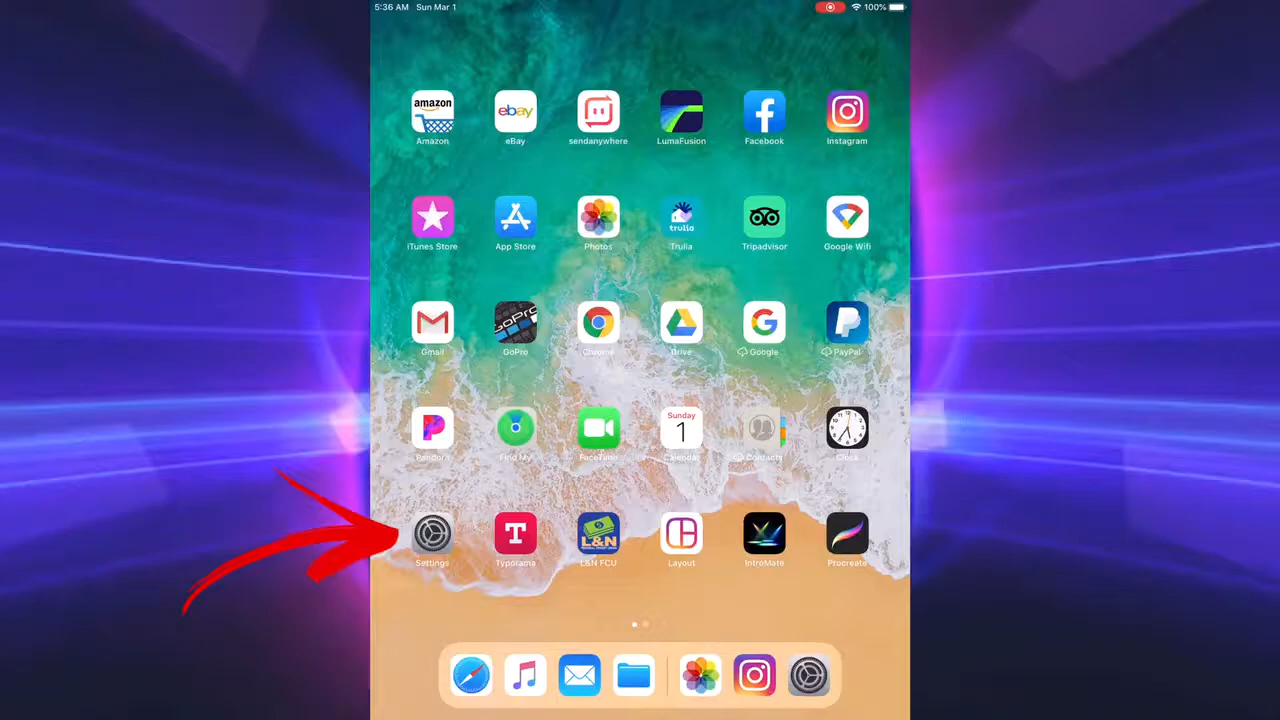 5:36 AM Sun Mar 1 100%
amazon
Amazon
ebay
eBay
sendanywhere
LumaFusion
Facebook
Instagram
iTunes Store
App Store
Photos
trulia
Trulia
Tripadvisor
Google Wifi
Gmail
GoPro
GoPro
Chrome
Drive
Google
PayPal
Pandora
Find My
FaceTime
Sunday
1
Calendar
Contacts
Clock
Settings
T
Typorama
L&N
L&N FCU
Layout
IntroMate
Procreate